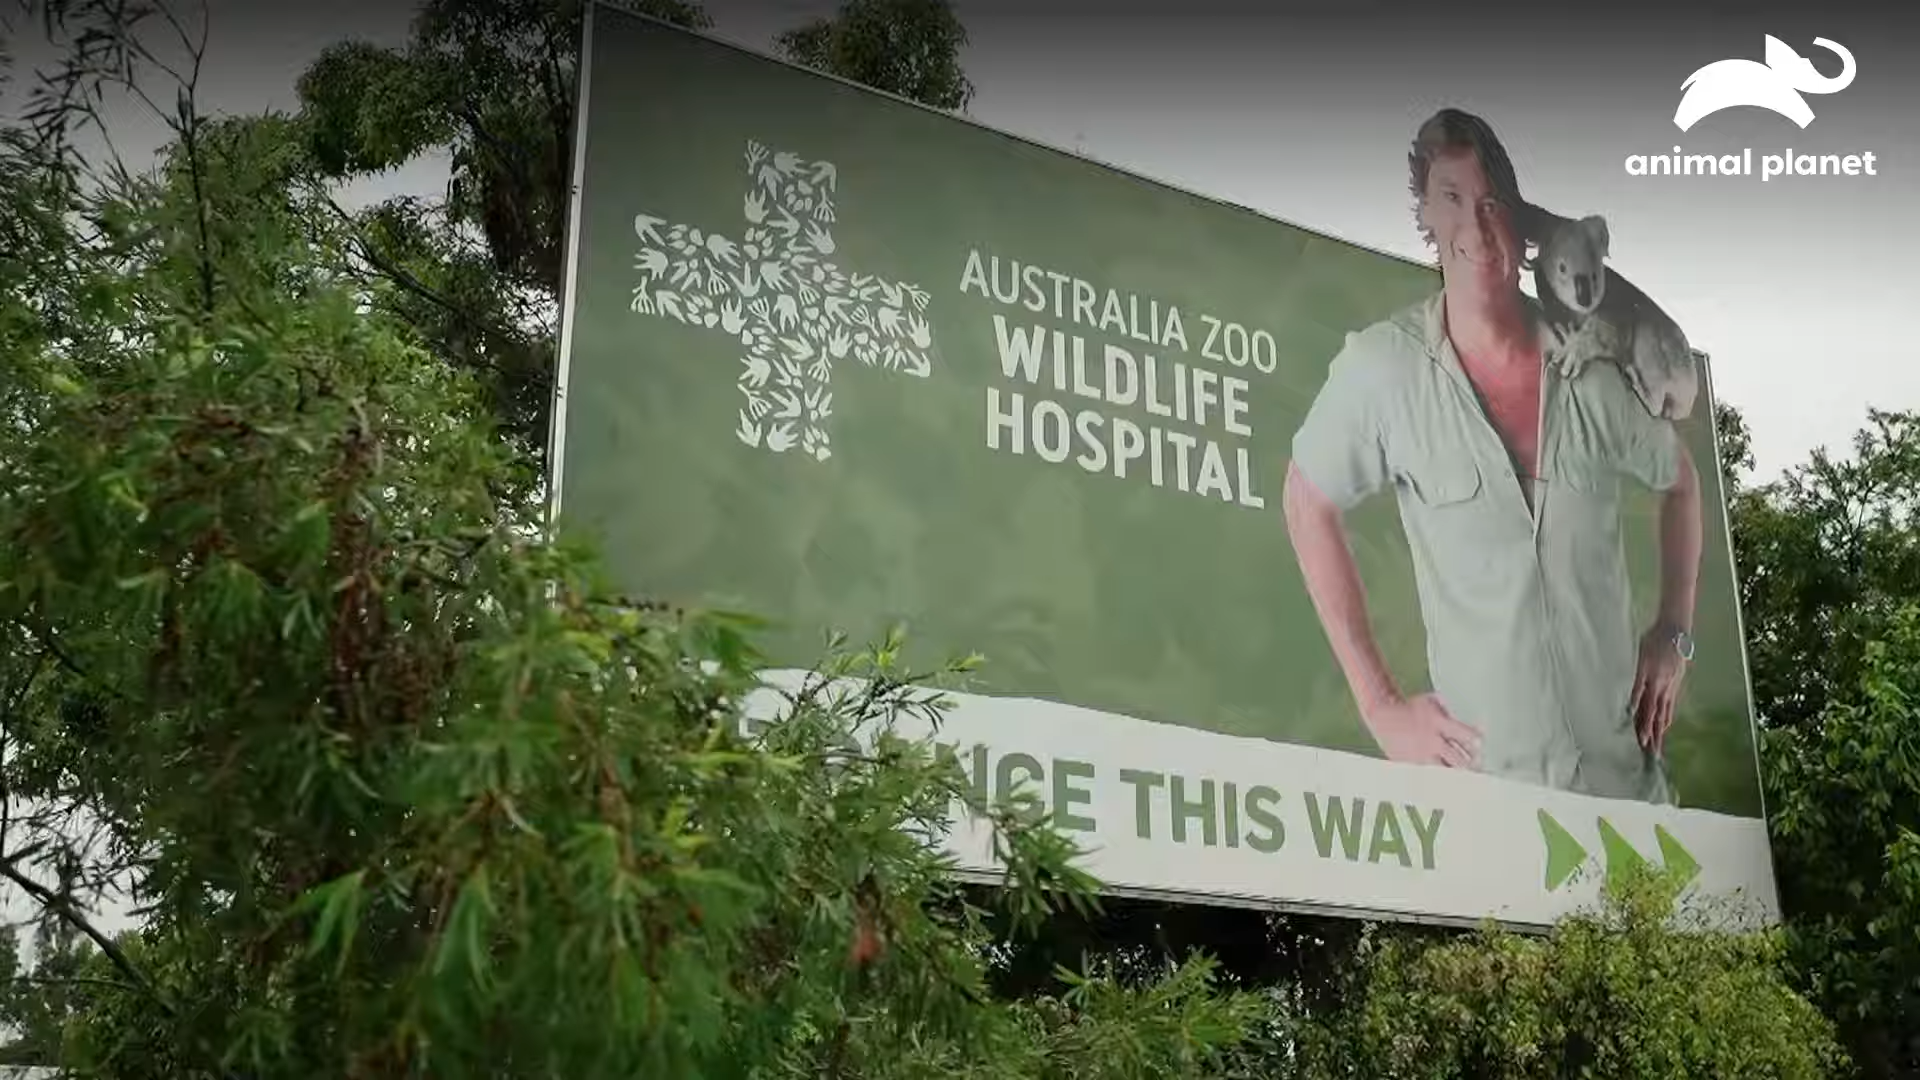 animal planet
AUSTRALIA ZOO
WILDLIFE
HOSPITAL
THIS WAY